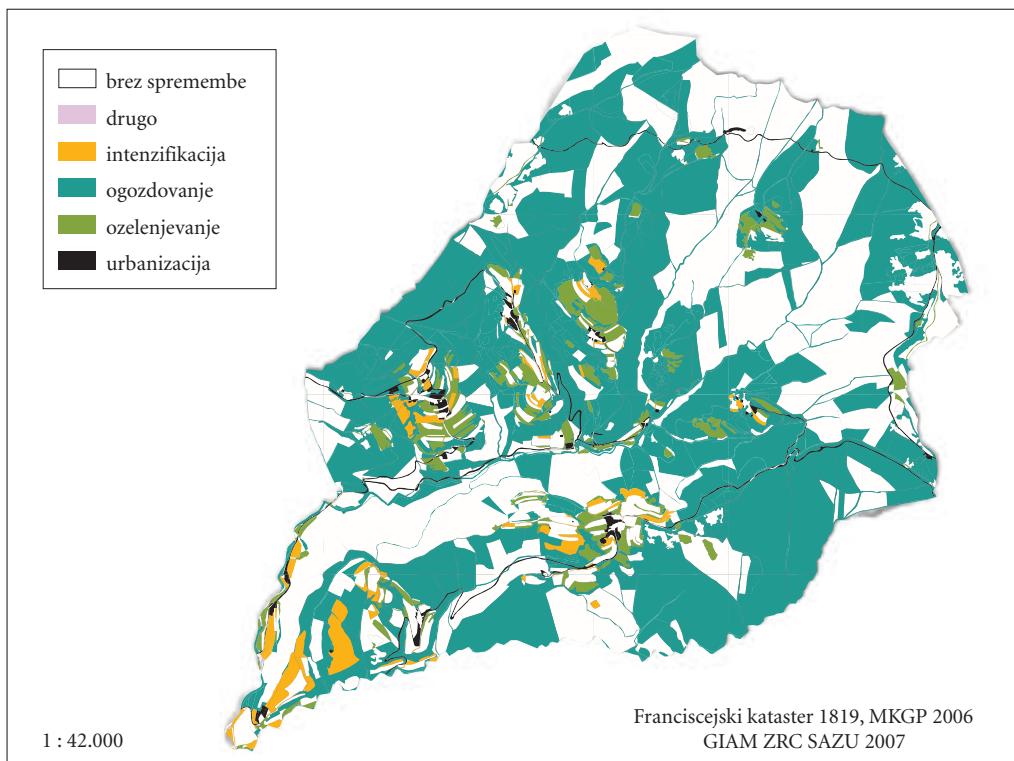 brez spremembe
drugo
intenzifikacija
ogozdovanje
ozelenjevanje
urbanizacija
1 : 42.000
Franciscejski kataster 1819, MKGP 2006
GIAM ZRC SAZU 2007